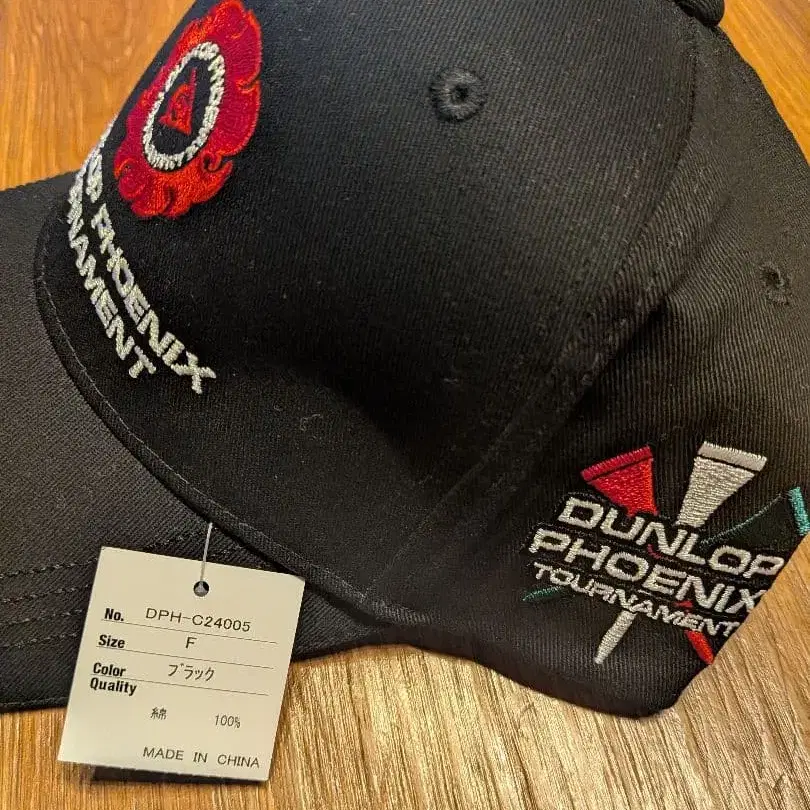 PHOENIX
NAMENT
DUNLOP
PHOENIX
TOURNAMENT
No. DPH-C24005
Size F
Color ブラック
Quality
綿 100%
MADE IN CHINA